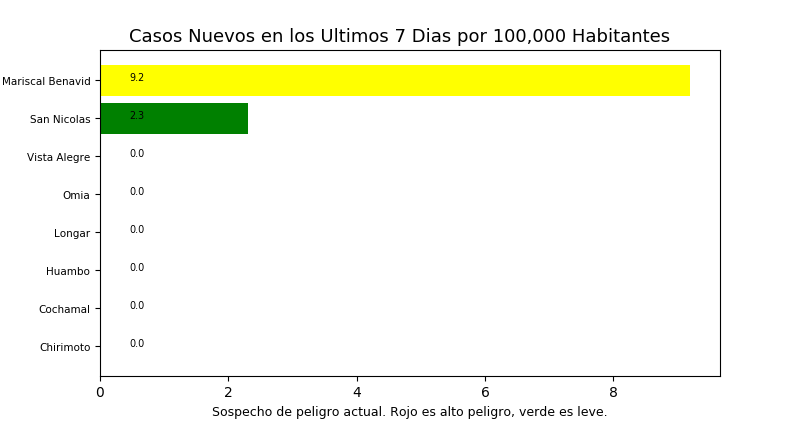 Casos Nuevos en los Ultimos 7 Dias por 100,000 Habitantes
Mariscal Benavid 9.2
San Nicolas 2.3
Vista Alegre 0.0
Omia 0.0
Longar 0.0
Huambo 0.0
Cochamal 0.0
Chirimoto 0.0
0 2 4 6 8
Sospecho de peligro actual. Rojo es alto peligro, verde es leve.